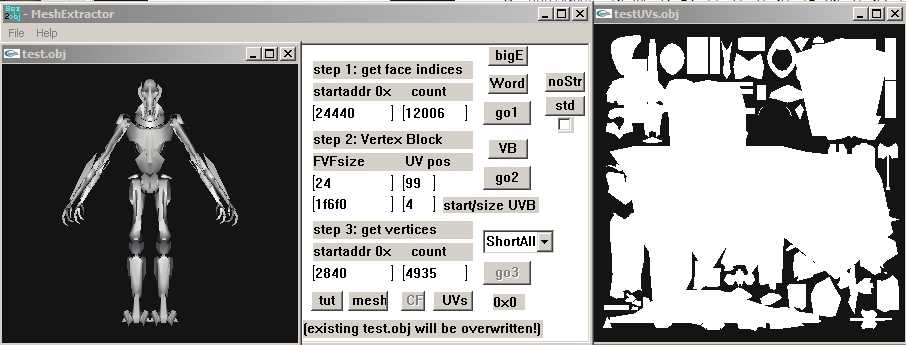 Hex 2obj - MeshExtractor
File Help
test.obj
step 1: get face indices
startaddr 0x count
24440 12006
bigE
Word
go1
noStr
std
step 2: Vertex Block
FVFsize UV pos
24 99
1f6f0 4
VB
go2
start/size UVB
step 3: get vertices
startaddr 0x count
2840 4935
ShortAll
go3
tut mesh CF UVs 0x0
(existing test.obj will be overwritten!)
testUVs.obj